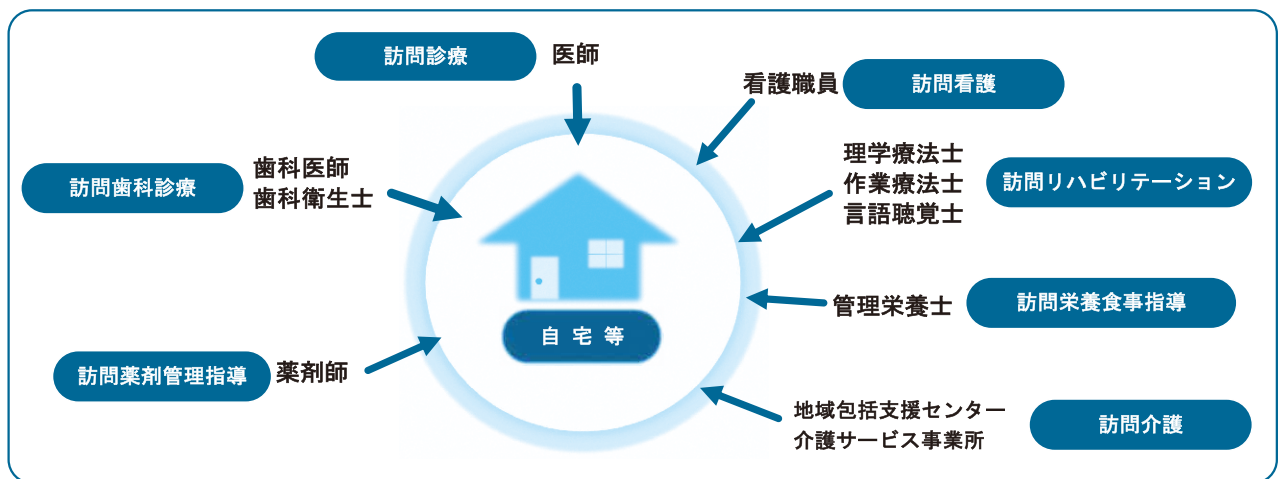 訪問診療
医師
看護職員
訪問看護
訪問歯科診療
歯科医師
歯科衛生士
理学療法士
作業療法士
言語聴覚士
訪問リハビリテーション
管理栄養士
訪問栄養食事指導
自宅等
訪問薬剤管理指導
薬剤師
地域包括支援センター
介護サービス事業所
訪問介護